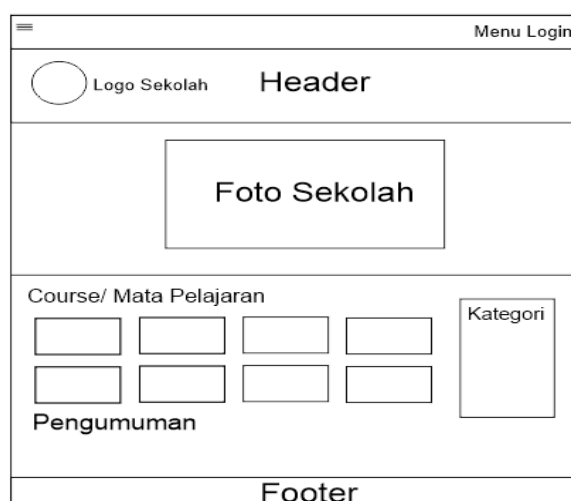 Menu Login
Logo Sekolah
Header
Foto Sekolah
Course/ Mata Pelajaran
Kategori
Pengumuman
Footer